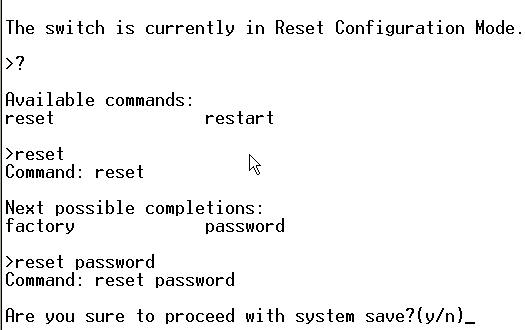 The switch is currently in Reset Configuration Mode.
>?
Available commands:
reset restart
>reset
Command: reset
Next possible completions:
factory password
>reset password
Command: reset password
Are you sure to proceed with system save?(y/n)_